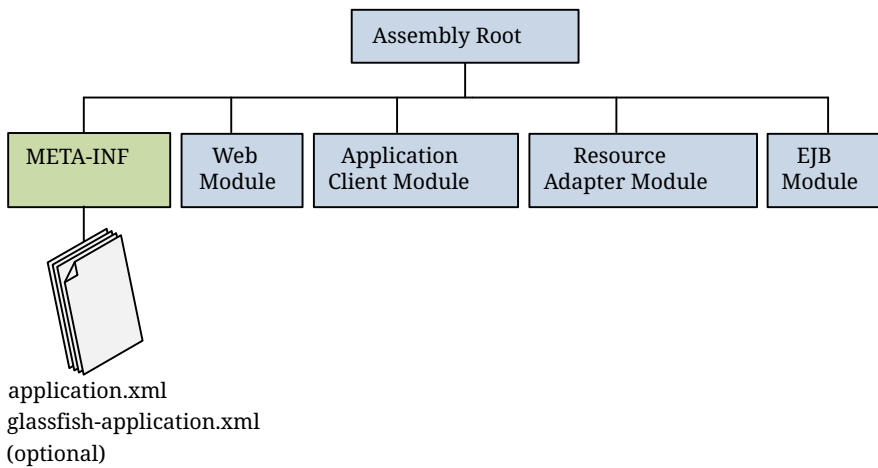 Assembly Root
META-INF
Web
Module
Application
Client Module
Resource
Adapter Module
EJB
Module
application.xml
glassfish-application.xml
(optional)